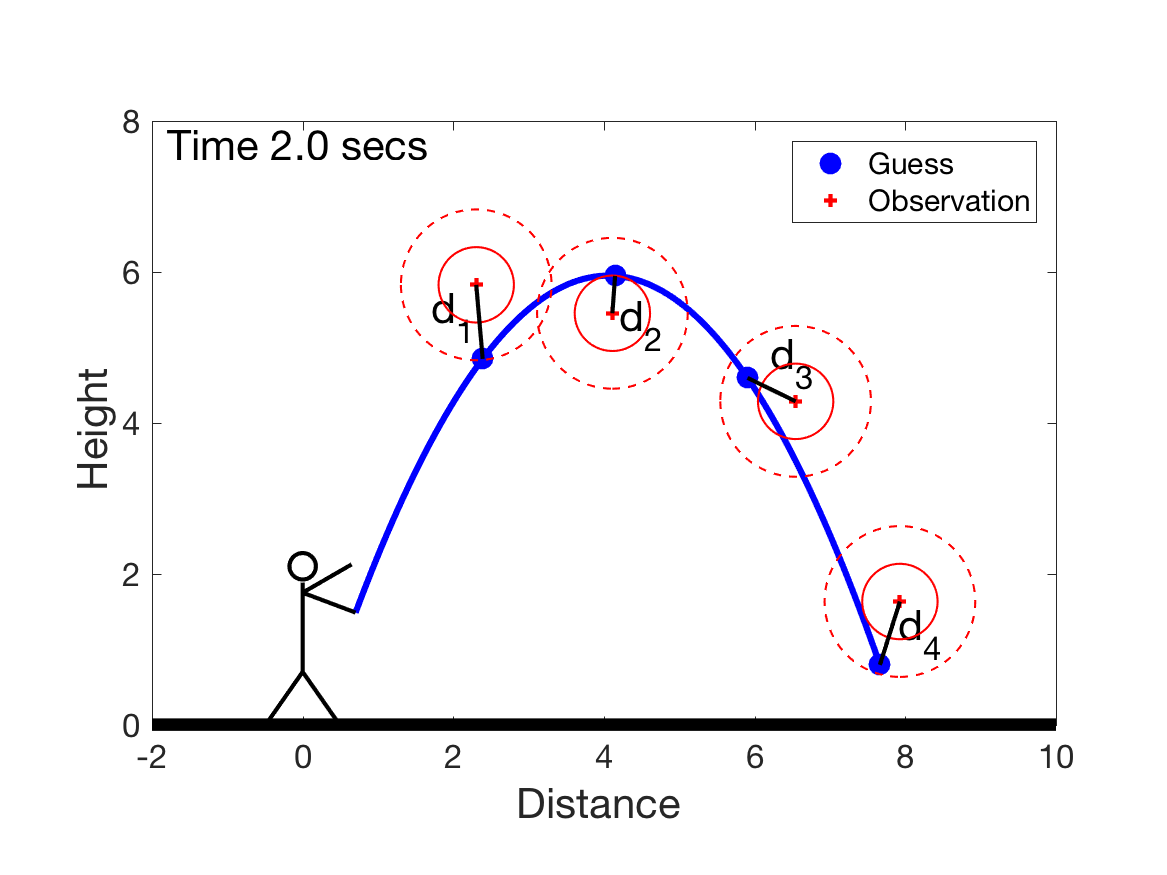 Time 2.0 secs
Guess
Observation
d1
d2
d3
d4
8
6
4
2
0
Height
-2 0 2 4 6 8 10
Distance